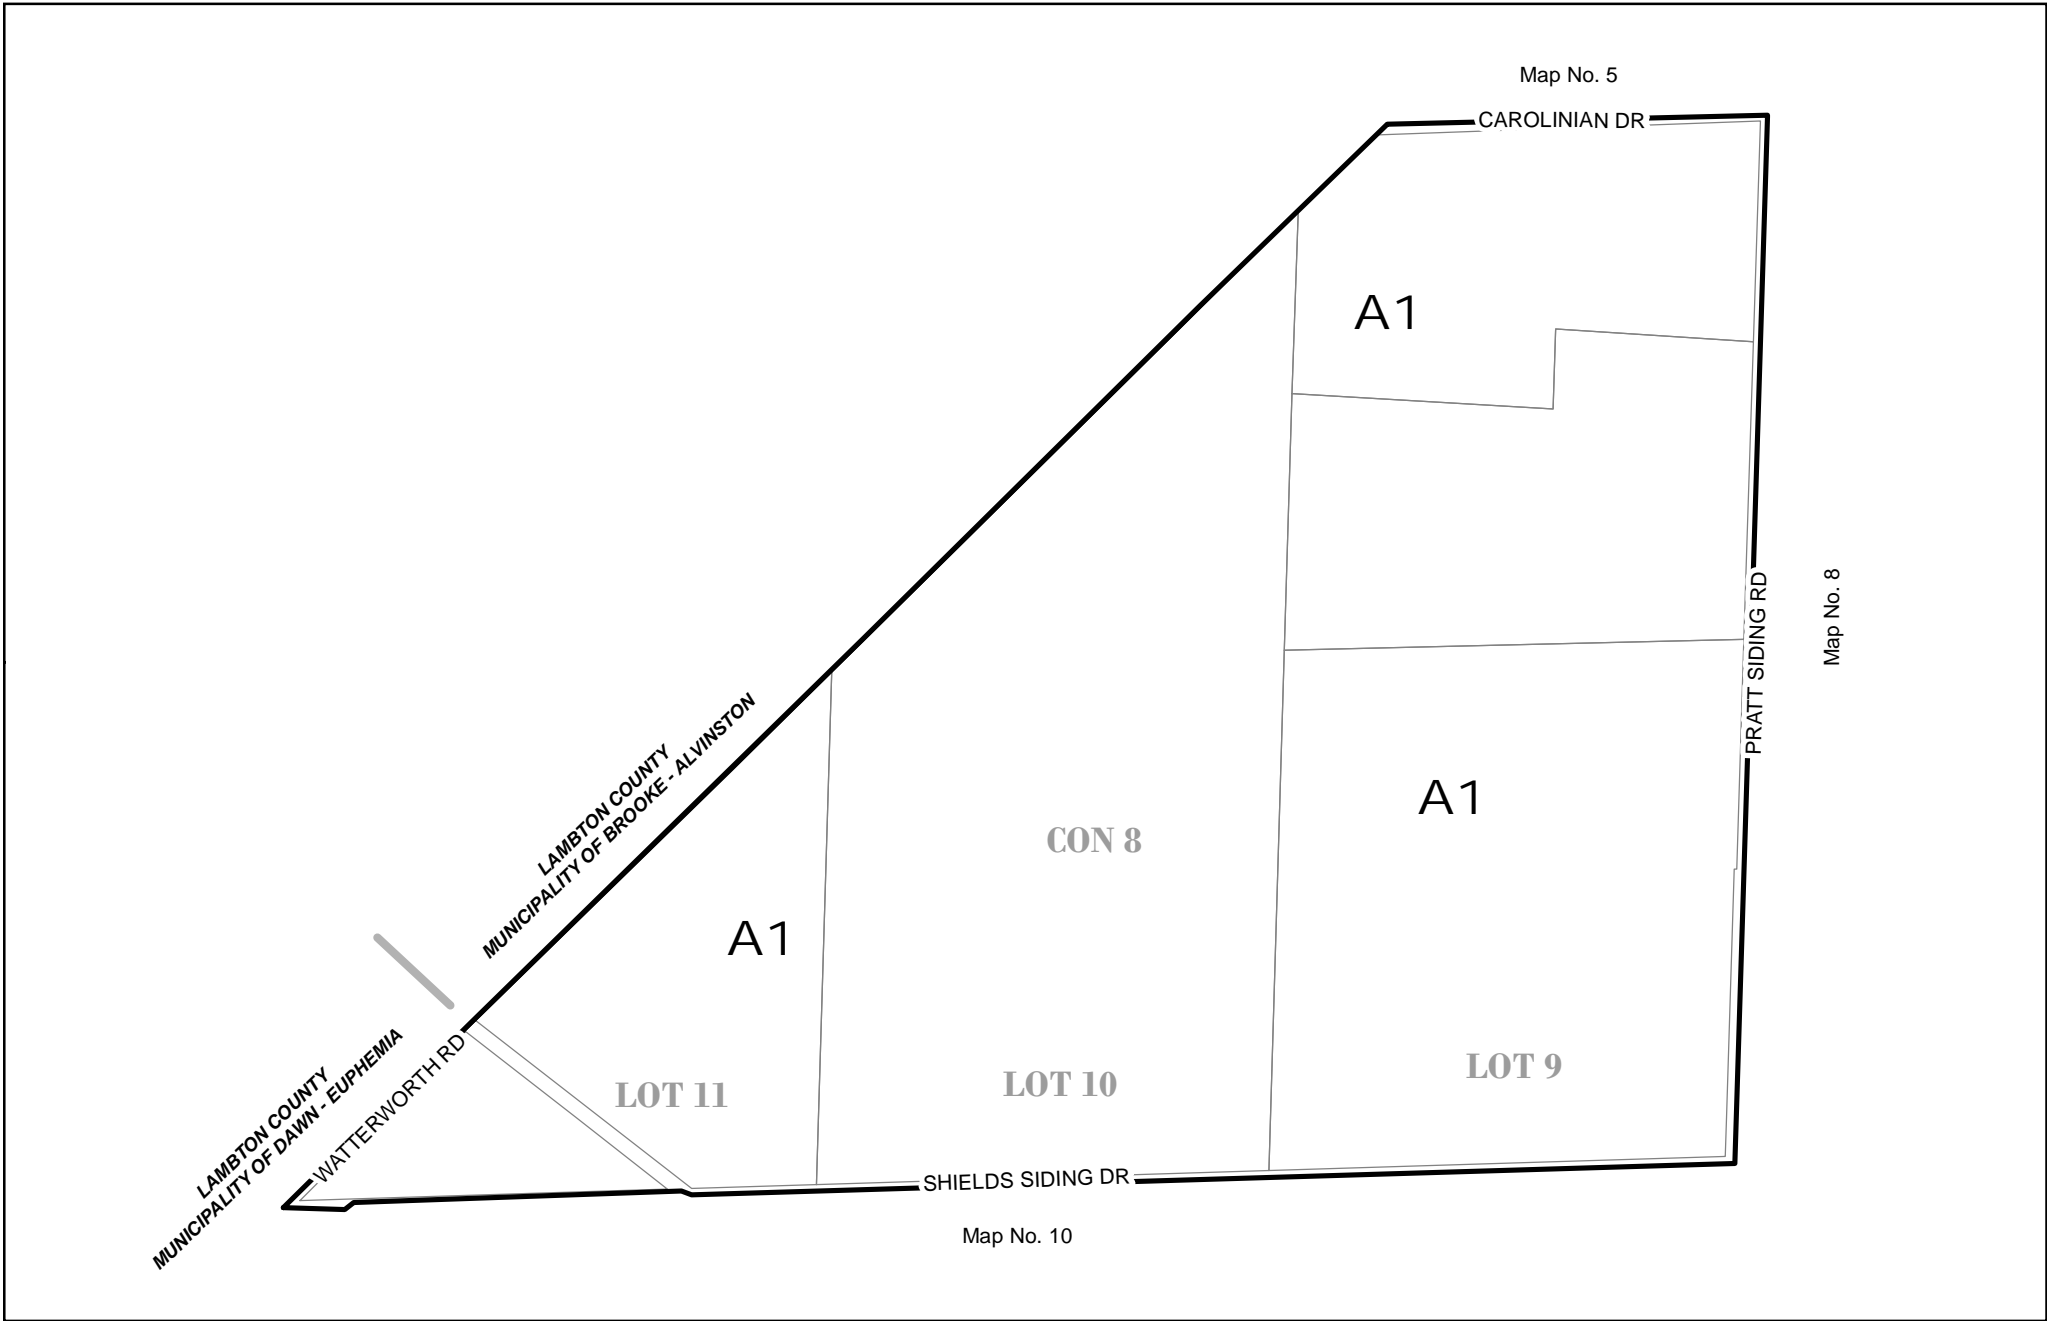 Map No. 5
CAROLINIAN DR
A1
PRATT SIDING RD
Map No. 8
LAMBTON COUNTY
MUNICIPALITY OF BROOKE - ALVINSTON
A1
CON 8
A1
LAMBTON COUNTY
MUNICIPALITY OF DAWN - EUPHEMIA
WATTERWORTH RD
LOT 11
LOT 10
LOT 9
SHIELDS SIDING DR
Map No. 10